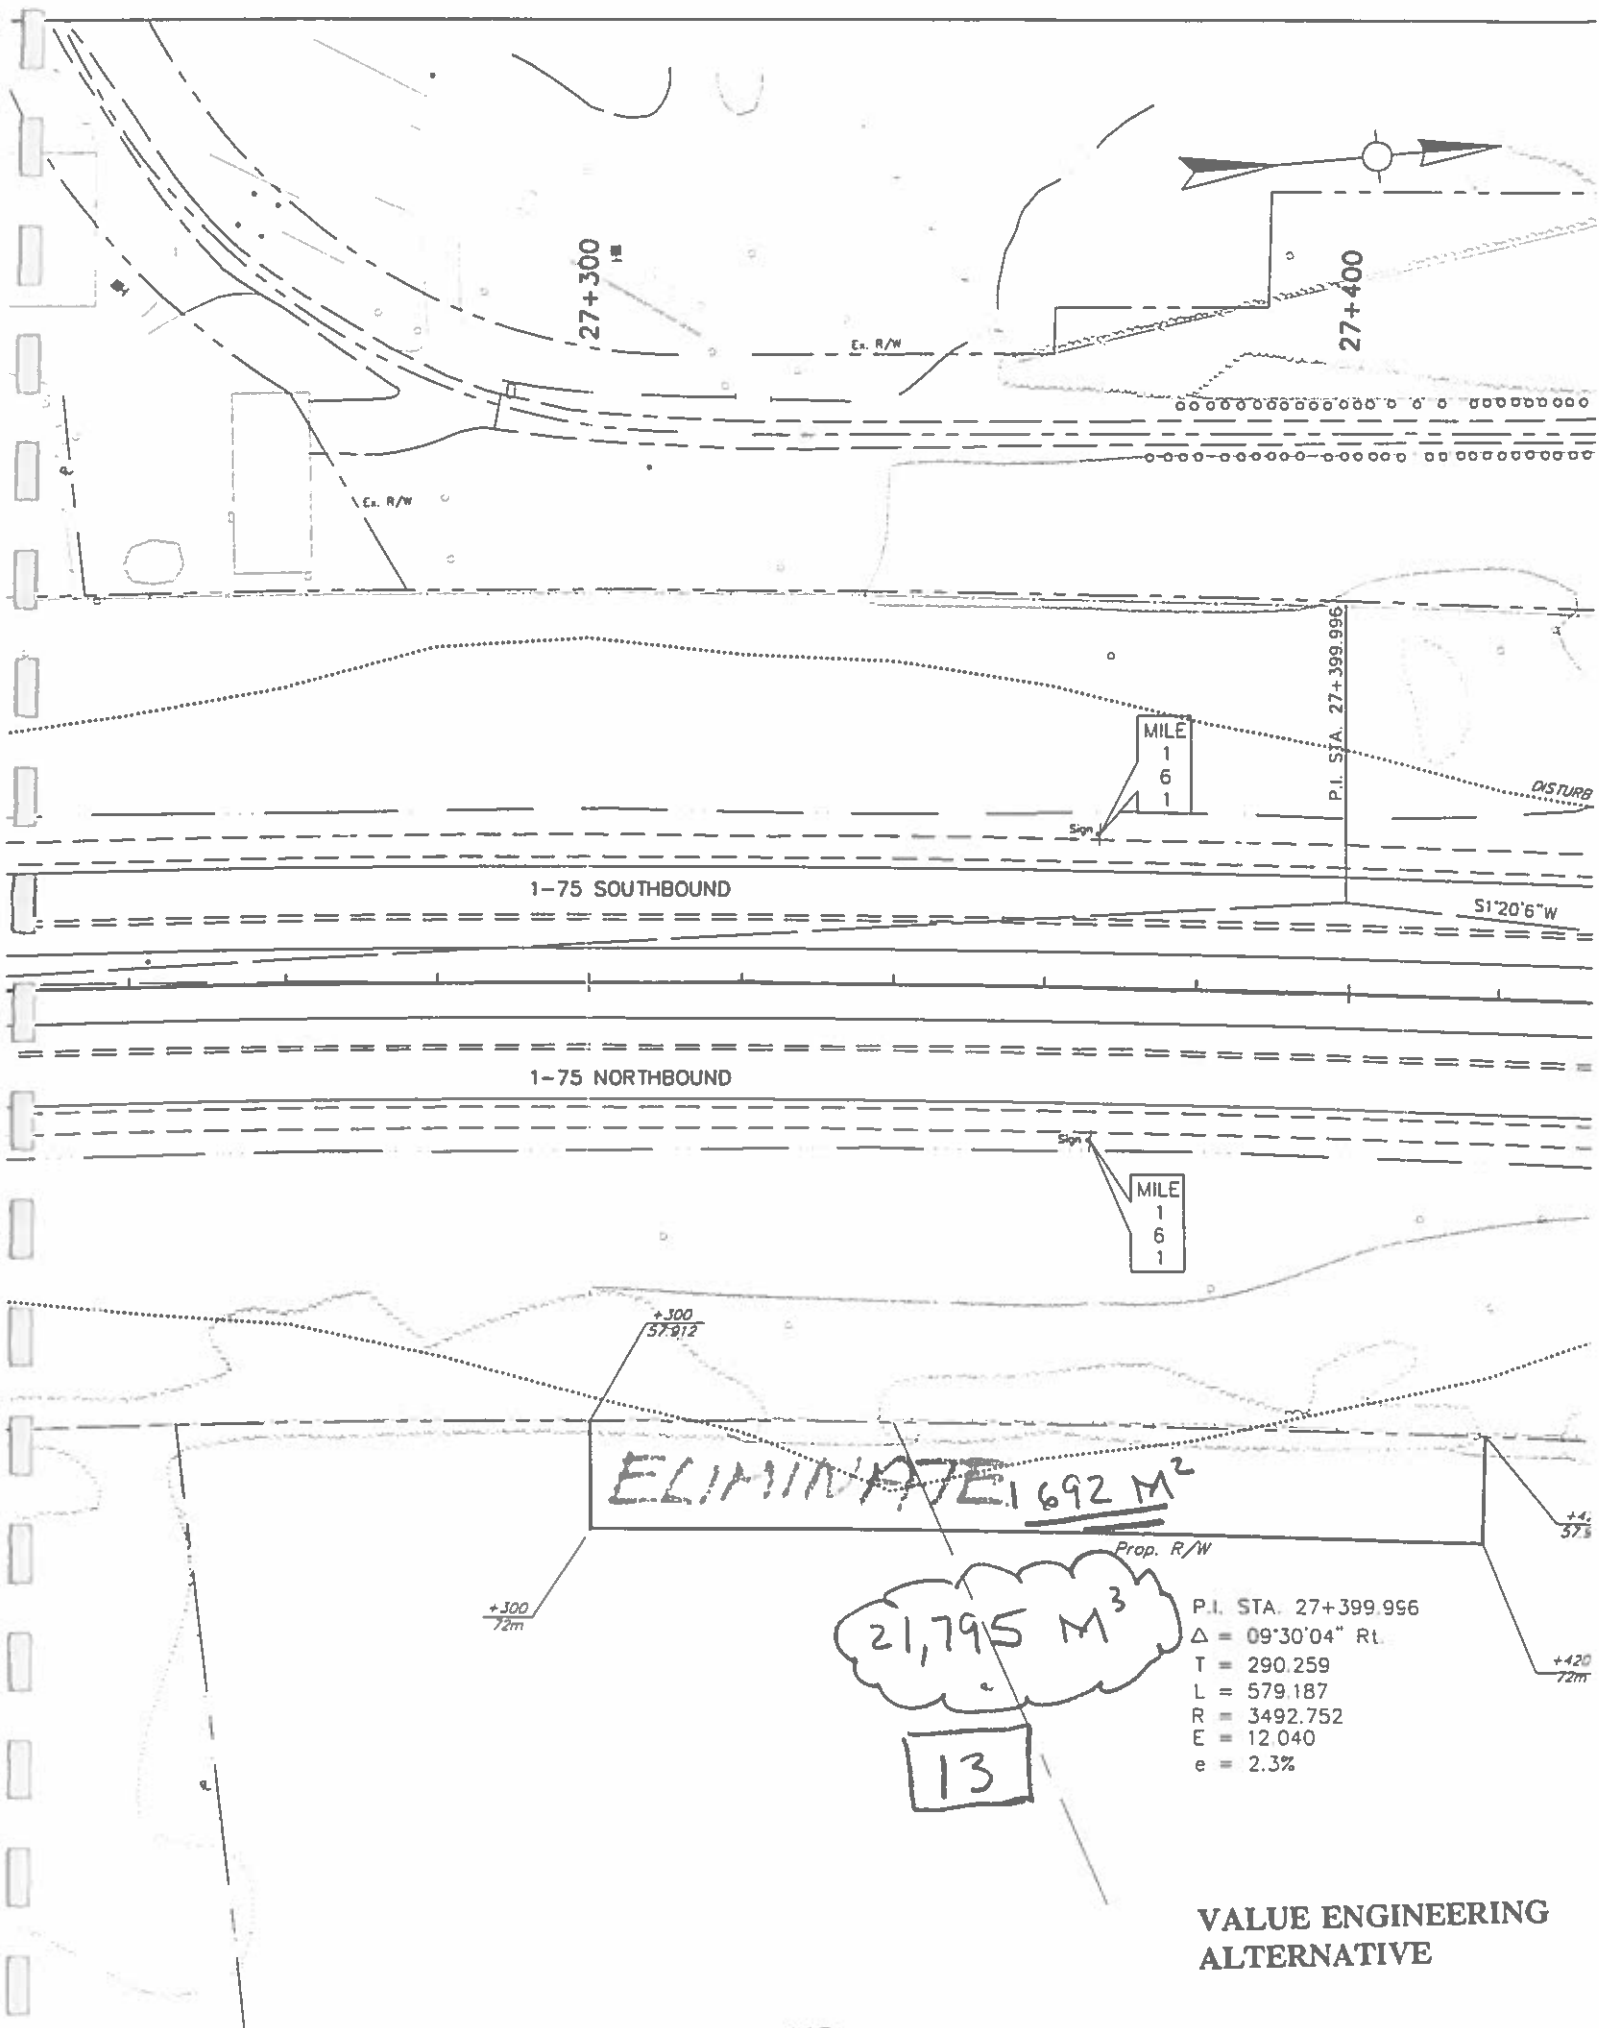 27+300
27+400
Ex. R/W
Ex. R/W
P.I. STA. 27+399.996
MILE
1
6
1
DISTURB
Sign
1-75 SOUTHBOUND
S1°20'6"W
1-75 NORTHBOUND
Sign
MILE
1
6
1
+300
57.912
ELIMINATE 1 692 M²
Prop. R/W
+300
72m
21,795 M³
13
P.I. STA. 27+399.996
Δ = 09°30'04" Rt.
T = 290.259
L = 579.187
R = 3492.752
E = 12.040
e = 2.3%
+420
72m
VALUE ENGINEERING
ALTERNATIVE